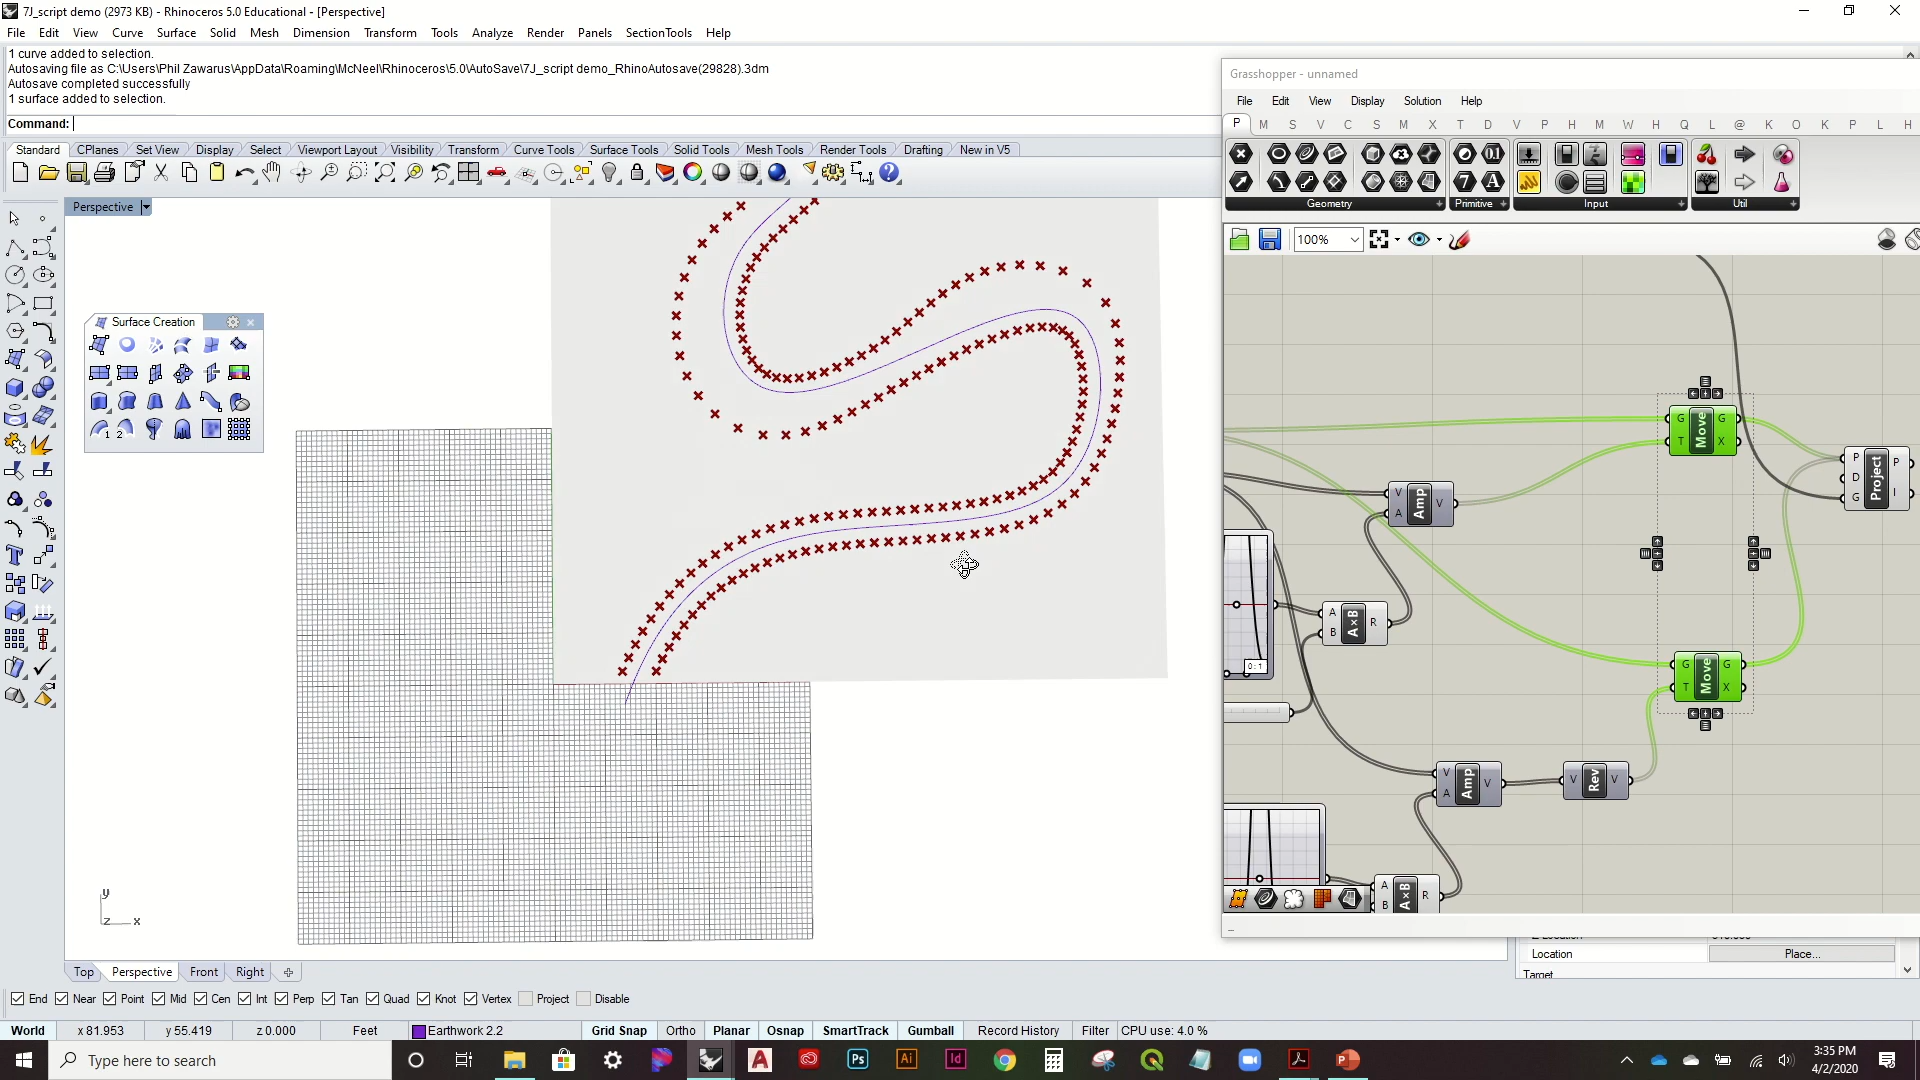 7J_script demo (2973 KB) - Rhinoceros 5.0 Educational - [Perspective]
File Edit View Curve Surface Solid Mesh Dimension Transform Tools Analyze Render Panels SectionTools Help
1 curve added to selection.
Autosaving file as C:\Users\Phil Zawarus\AppData\Roaming\McNeel\Rhinoceros\5.0\AutoSave\7J_script demo_RhinoAutosave(29828).3dm
Autosave completed successfully
1 surface added to selection.
Command:
Standard CPlanes Set View Display Select Viewport Layout Visibility Transform Curve Tools Surface Tools Solid Tools Mesh Tools Render Tools Drafting New in V5
Perspective
Surface Creation
1 2
y
z x
Grasshopper - unnamed
File Edit View Display Solution Help
P M S V C S M X T D V P H M W H Q L @ K O K P L H
Geometry Primitive Input Util
100%
G Move G
T X
P Project P
D
G I
V Amp V
A
A A×B R
B
0 : 1
G Move G
T X
V Amp V
A
V Rev V
A A×B R
B
Location Place...
Target
Top Perspective Front Right
End Near Point Mid Cen Int Perp Tan Quad Knot Vertex Project Disable
World x 81.953 y 55.419 z 0.000 Feet Earthwork 2.2 Grid Snap Ortho Planar Osnap SmartTrack Gumball Record History Filter CPU use: 4.0 %
Type here to search
3:35 PM
4/2/2020